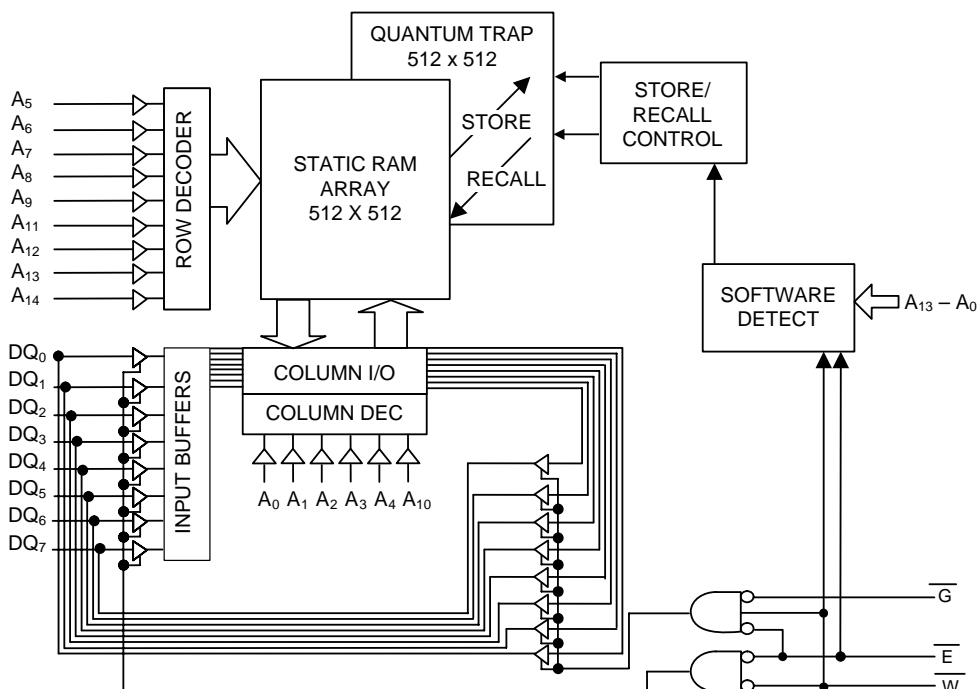 QUANTUM TRAP
512 x 512
STORE
RECALL
STATIC RAM
ARRAY
512 X 512
STORE/
RECALL
CONTROL
A5
A6
A7
A8
A9
A11
A12
A13
A14
ROW DECODER
SOFTWARE
DETECT
A13 – A0
DQ0
DQ1
DQ2
DQ3
DQ4
DQ5
DQ6
DQ7
INPUT BUFFERS
COLUMN I/O
COLUMN DEC
A0 A1 A2 A3 A4 A10
G
E
W